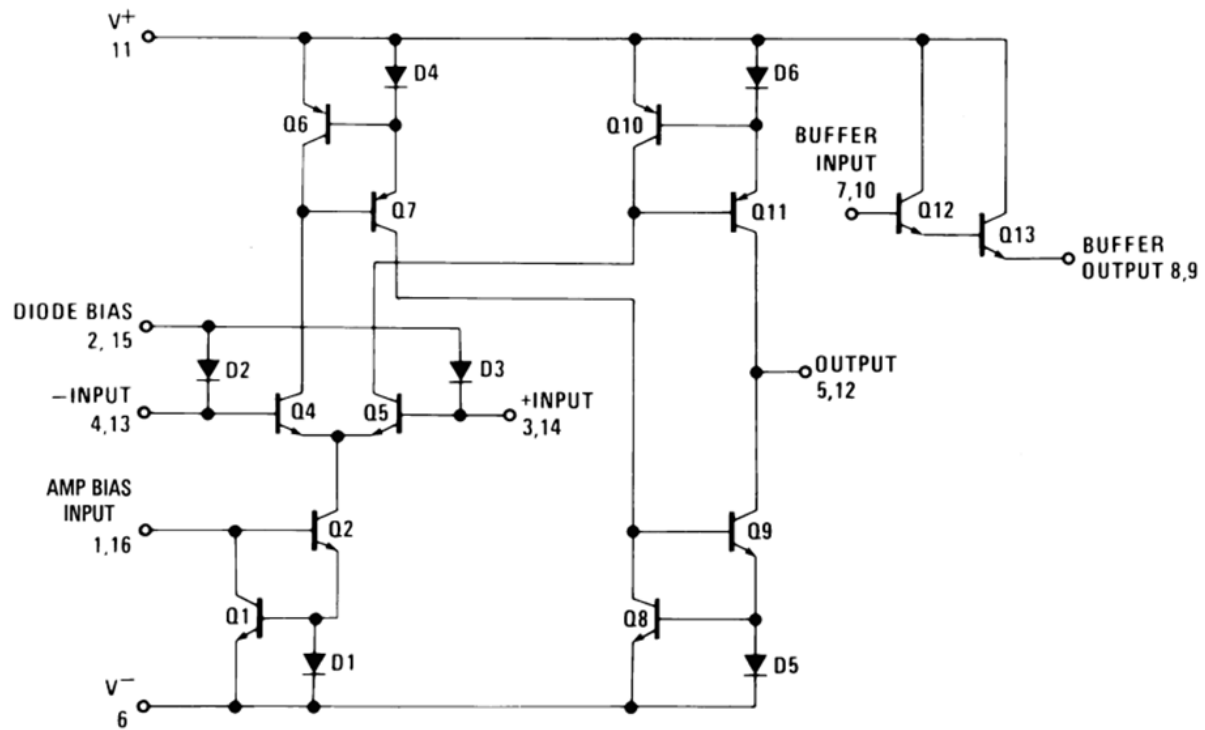 V+
11
D4
D6
Q6
Q10
BUFFER
INPUT
7,10
Q7
Q11
Q12
Q13
BUFFER
OUTPUT 8,9
DIODE BIAS
2, 15
D2
D3
–INPUT
4,13
Q4
Q5
+INPUT
3,14
OUTPUT
5,12
AMP BIAS
INPUT
1,16
Q2
Q9
Q1
D1
Q8
D5
V–
6